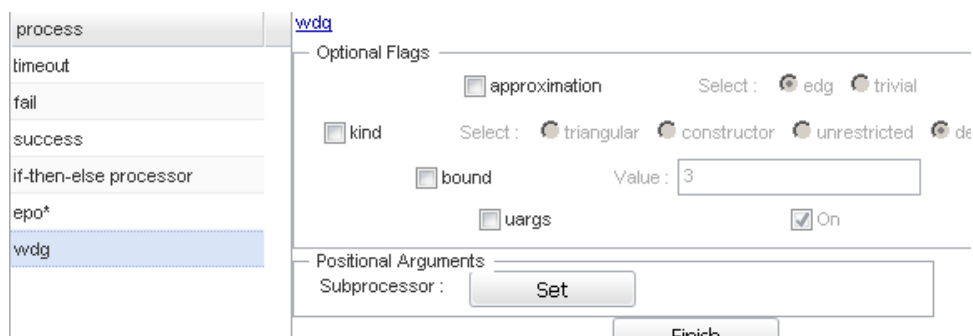 process
wdg
Optional Flags
timeout
approximation Select : edg trivial
fail
kind Select : triangular constructor unrestricted de
success
if-then-else processor
bound Value : 3
epo*
uargs On
wdg
Positional Arguments
Subprocessor : Set
Finish